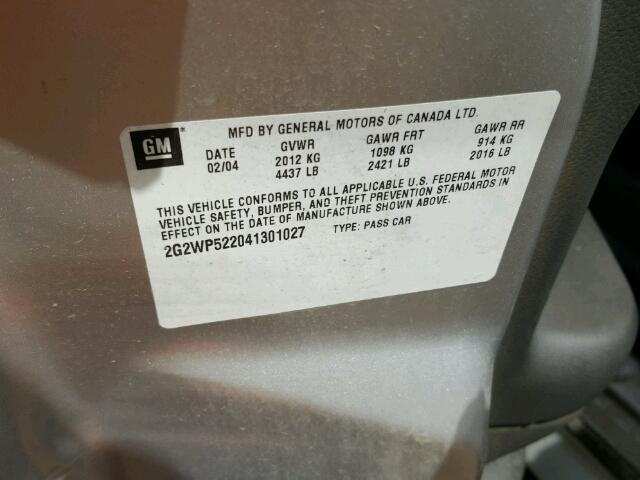 GM
MFD BY GENERAL MOTORS OF CANADA LTD.
DATE GVWR GAWR FRT GAWR RR
02/04 2012 KG 1098 KG 914 KG
4437 LB 2421 LB 2016 LB
THIS VEHICLE CONFORMS TO ALL APPLICABLE U.S. FEDERAL MOTOR
VEHICLE SAFETY, BUMPER, AND THEFT PREVENTION STANDARDS IN
EFFECT ON THE DATE OF MANUFACTURE SHOWN ABOVE.
2G2WP522041301027 TYPE: PASS CAR